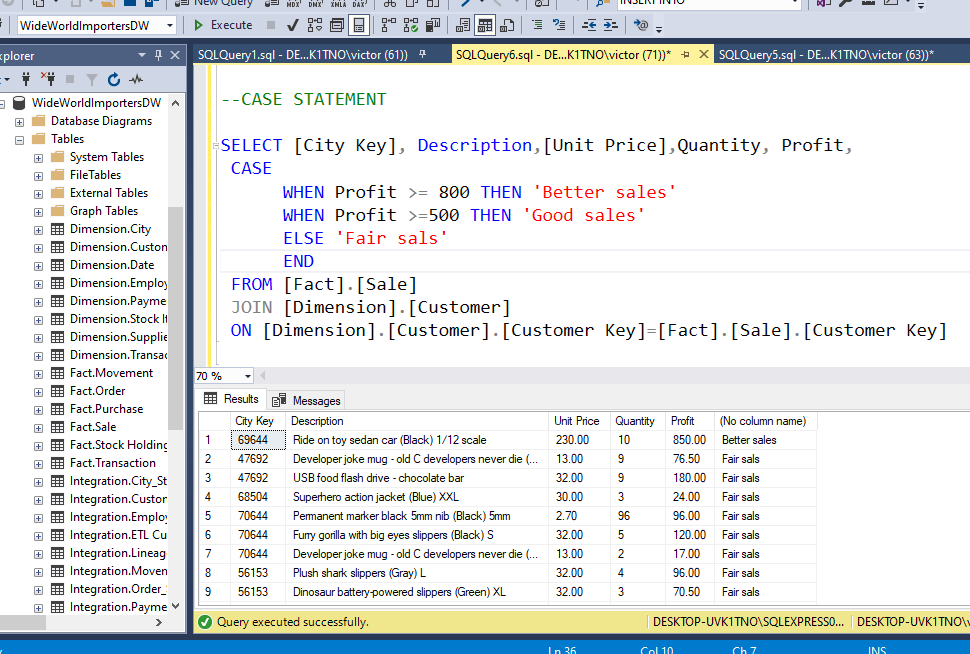 New Query
INSERT INTO
WideWorldImportersDW
Execute
plorer
SQLQuery1.sql - DE...K1TNO\victor (61))
SQLQuery6.sql - DE...K1TNO\victor (71))*
SQLQuery5.sql - DE...K1TNO\victor (63))*
WideWorldImportersDW
Database Diagrams
Tables
System Tables
FileTables
External Tables
Graph Tables
Dimension.City
Dimension.Custon
Dimension.Date
Dimension.Employ
Dimension.Payme
Dimension.Stock It
Dimension.Supplie
Dimension.Transac
Fact.Movement
Fact.Order
Fact.Purchase
Fact.Sale
Fact.Stock Holding
Fact.Transaction
Integration.City_St
Integration.Custon
Integration.Employ
Integration.ETL Cu
Integration.Lineag
Integration.Moven
Integration.Order_
Integration.Payme
--CASE STATEMENT
SELECT [City Key], Description,[Unit Price],Quantity, Profit,
CASE
WHEN Profit >= 800 THEN 'Better sales'
WHEN Profit >=500 THEN 'Good sales'
ELSE 'Fair sals'
END
FROM [Fact].[Sale]
JOIN [Dimension].[Customer]
ON [Dimension].[Customer].[Customer Key]=[Fact].[Sale].[Customer Key]
70 %
Results Messages
City Key Description Unit Price Quantity Profit (No column name)
1 69644 Ride on toy sedan car (Black) 1/12 scale 230.00 10 850.00 Better sales
2 47692 Developer joke mug - old C developers never die (... 13.00 9 76.50 Fair sals
3 47692 USB food flash drive - chocolate bar 32.00 9 180.00 Fair sals
4 68504 Superhero action jacket (Blue) XXL 30.00 3 24.00 Fair sals
5 70644 Permanent marker black 5mm nib (Black) 5mm 2.70 96 96.00 Fair sals
6 70644 Furry gorilla with big eyes slippers (Black) S 32.00 5 120.00 Fair sals
7 70644 Developer joke mug - old C developers never die (... 13.00 2 17.00 Fair sals
8 56153 Plush shark slippers (Gray) L 32.00 4 96.00 Fair sals
9 56153 Dinosaur battery-powered slippers (Green) XL 32.00 3 70.50 Fair sals
Query executed successfully.
DESKTOP-UVK1TNO\SQLEXPRESS0...
DESKTOP-UVK1TNO\v
Ln 36 Col 10 Ch 7 INS